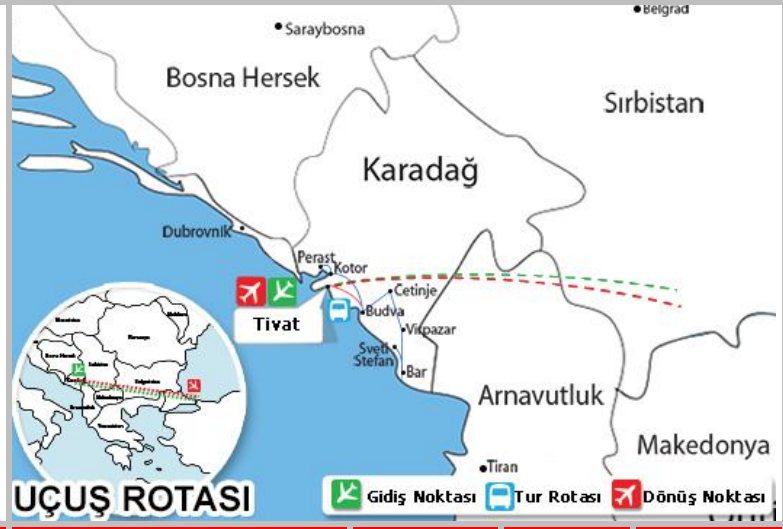 Belgrad
Saraybosna
Bosna Hersek
Sırbistan
Karadağ
Dubrovnik
Perast
Kotor
Cetinje
Tivat
Budva
Virpazar
Sveti
Stefan
Bar
Arnavutluk
Makedonya
Tiran
UÇUŞ ROTASI
Gidiş Noktası
Tur Rotası
Dönüş Noktası